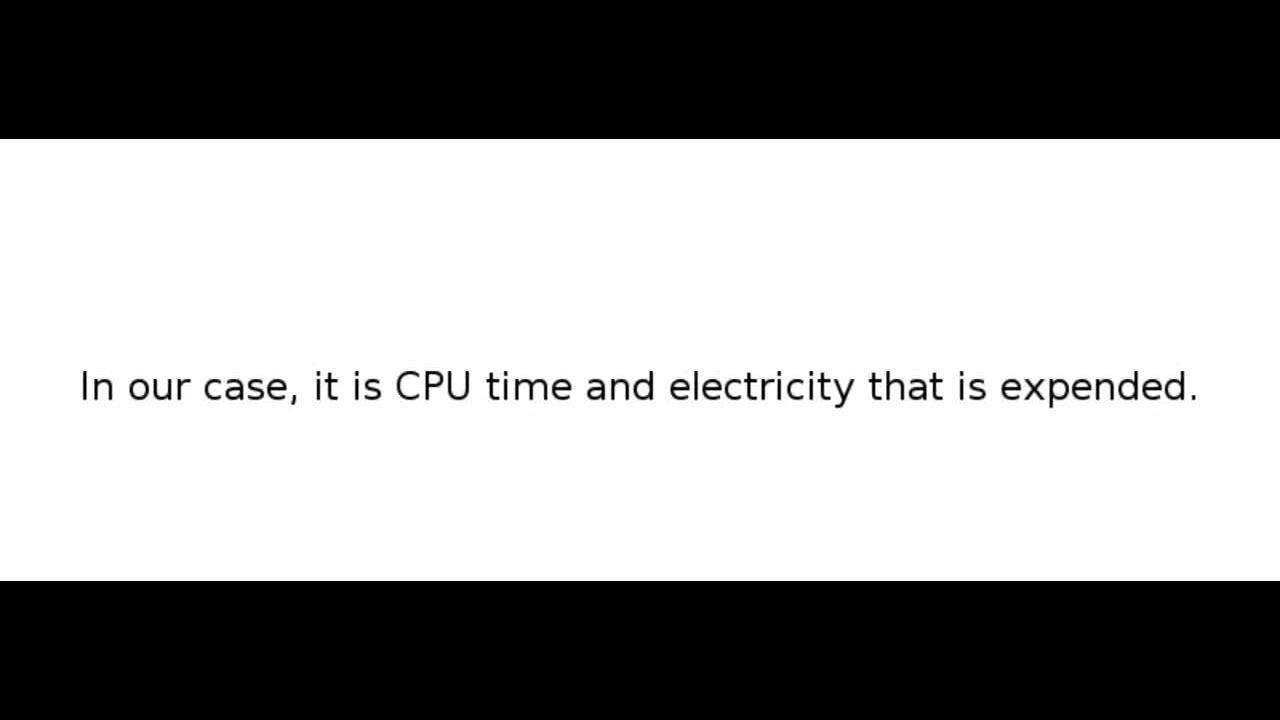 In our case, it is CPU time and electricity that is expended.